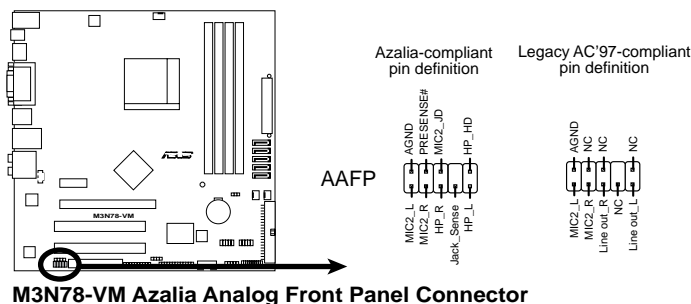 Azalia-compliant
pin definition
Legacy AC’97-compliant
pin definition
AGND
PRESENSE#
MIC2_JD
HP_HD
AGND
NC
NC
NC
AAFP
MIC2_L
MIC2_R
HP_R
Jack_Sense
HP_L
MIC2_L
MIC2_R
Line out_R
NC
Line out_L
ASUS
M3N78-VM
M3N78-VM Azalia Analog Front Panel Connector